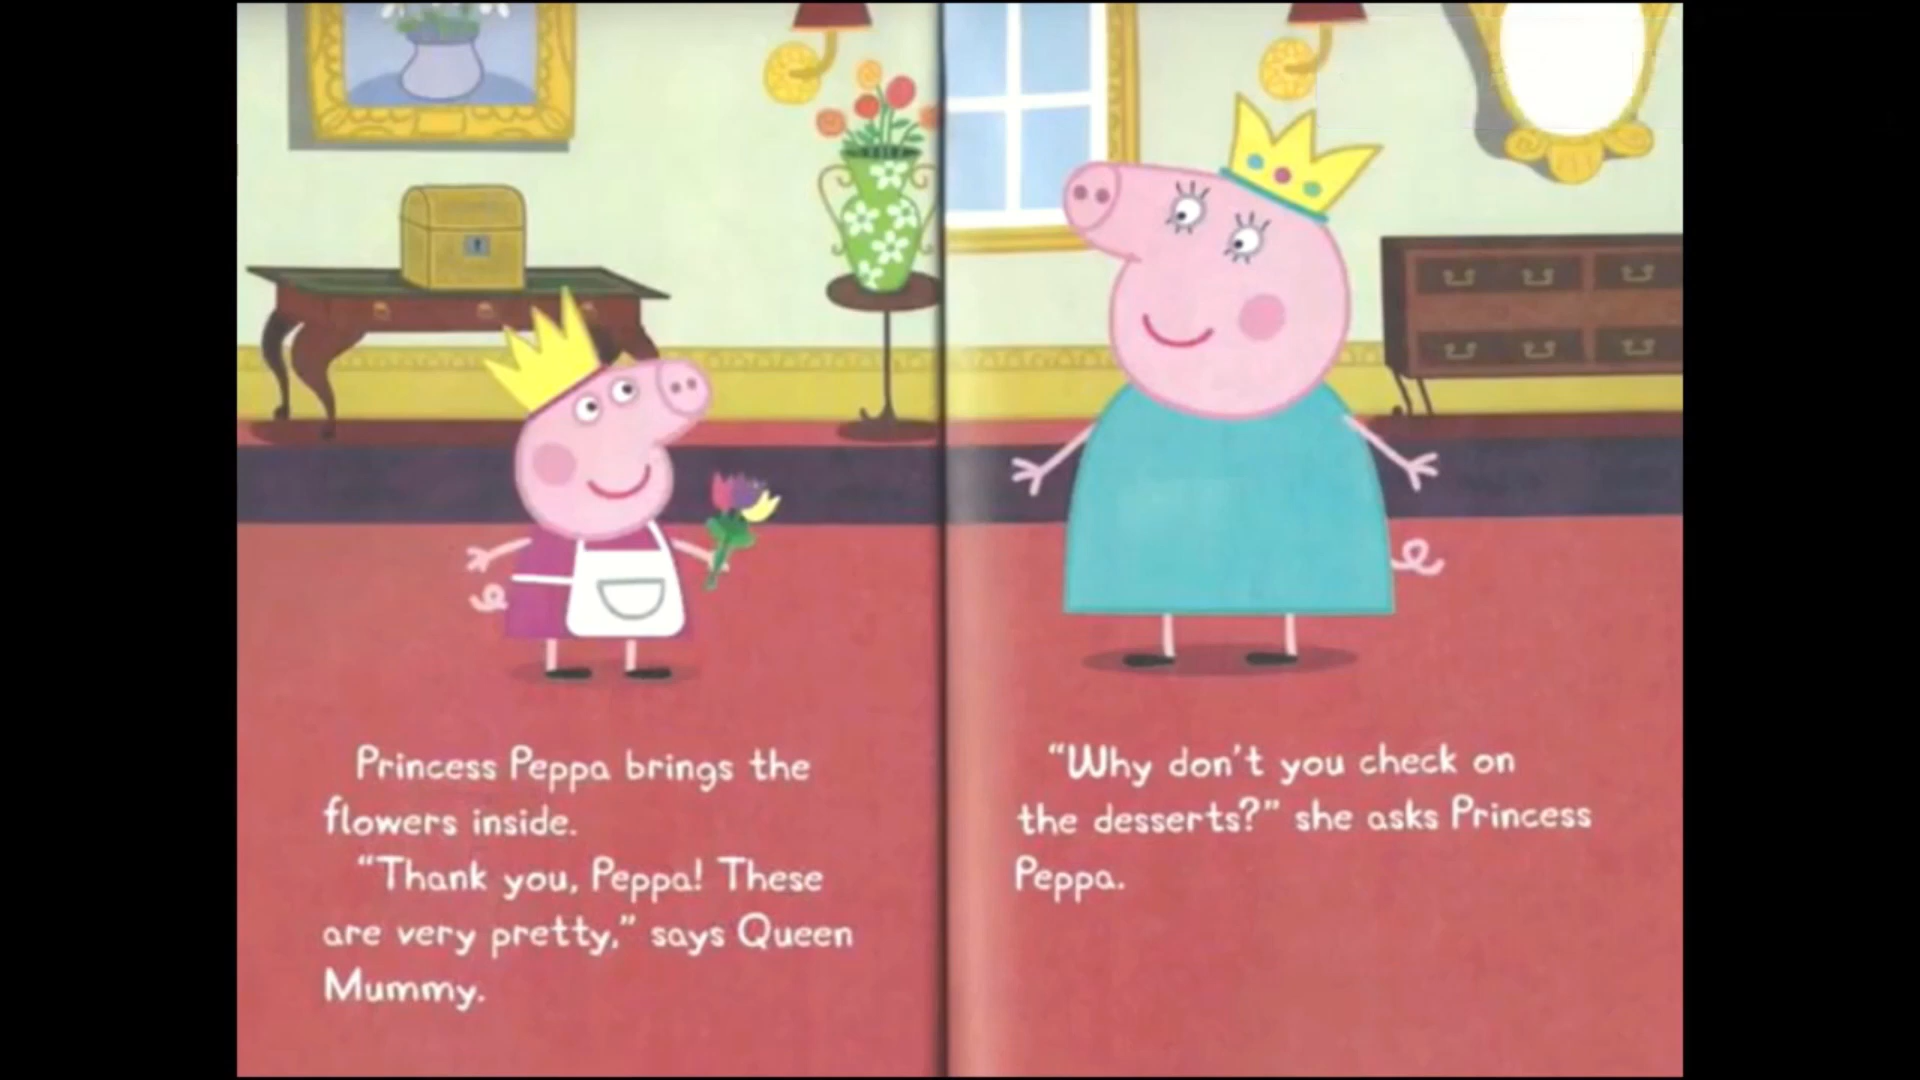 Princess Peppa brings the
flowers inside.
“Thank you, Peppa! These
are very pretty,” says Queen
Mummy.
“Why don’t you check on
the desserts?” she asks Princess
Peppa.